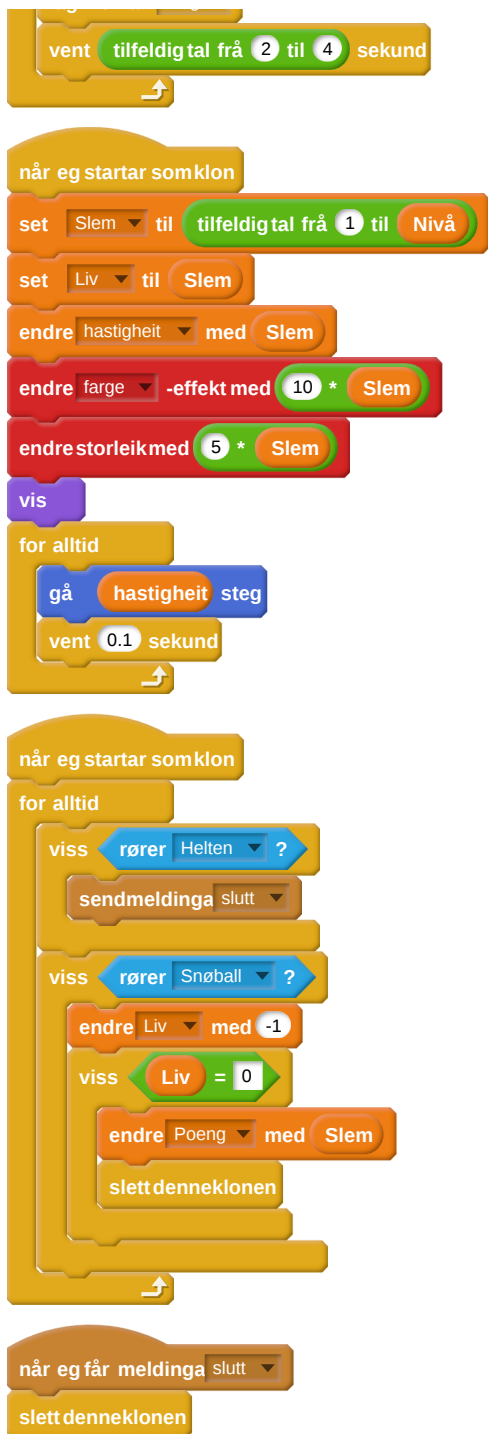 vent tilfeldig tal frå 2 til 4 sekund
når eg startar som klon
set Slem til tilfeldig tal frå 1 til Nivå
set Liv til Slem
endre hastigheit med Slem
endre farge -effekt med 10 * Slem
endre storleik med 5 * Slem
vis
for alltid
gå hastigheit steg
vent 0.1 sekund
når eg startar som klon
for alltid
viss rører Helten ?
send meldinga slutt
viss rører Snøball ?
endre Liv med -1
viss Liv = 0
endre Poeng med Slem
slett denne klonen
når eg får meldinga slutt
slett denne klonen